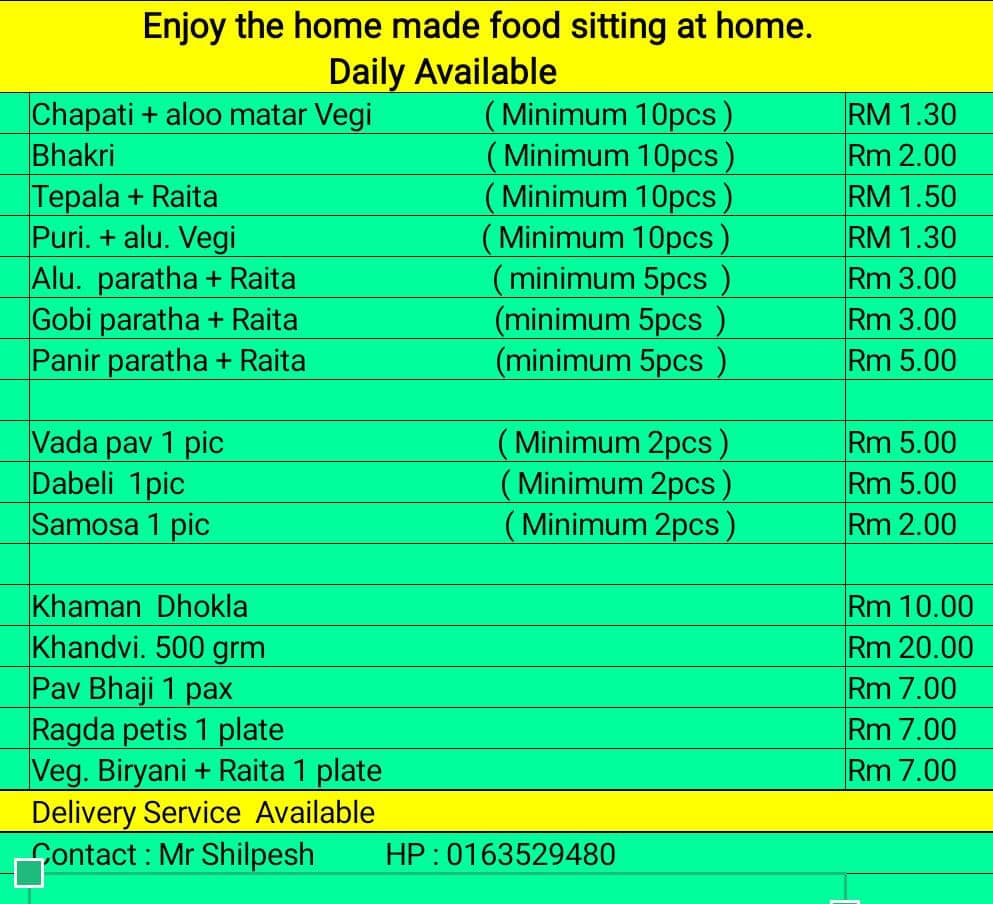 Enjoy the home made food sitting at home.
Daily Available
Chapati + aloo matar Vegi ( Minimum 10pcs ) RM 1.30
Bhakri ( Minimum 10pcs ) Rm 2.00
Tepala + Raita ( Minimum 10pcs ) RM 1.50
Puri. + alu. Vegi ( Minimum 10pcs ) RM 1.30
Alu. paratha + Raita ( minimum 5pcs ) Rm 3.00
Gobi paratha + Raita (minimum 5pcs ) Rm 3.00
Panir paratha + Raita (minimum 5pcs ) Rm 5.00
Vada pav 1 pic ( Minimum 2pcs ) Rm 5.00
Dabeli 1pic ( Minimum 2pcs ) Rm 5.00
Samosa 1 pic ( Minimum 2pcs ) Rm 2.00
Khaman Dhokla Rm 10.00
Khandvi. 500 grm Rm 20.00
Pav Bhaji 1 pax Rm 7.00
Ragda petis 1 plate Rm 7.00
Veg. Biryani + Raita 1 plate Rm 7.00
Delivery Service Available
Contact : Mr Shilpesh HP : 0163529480